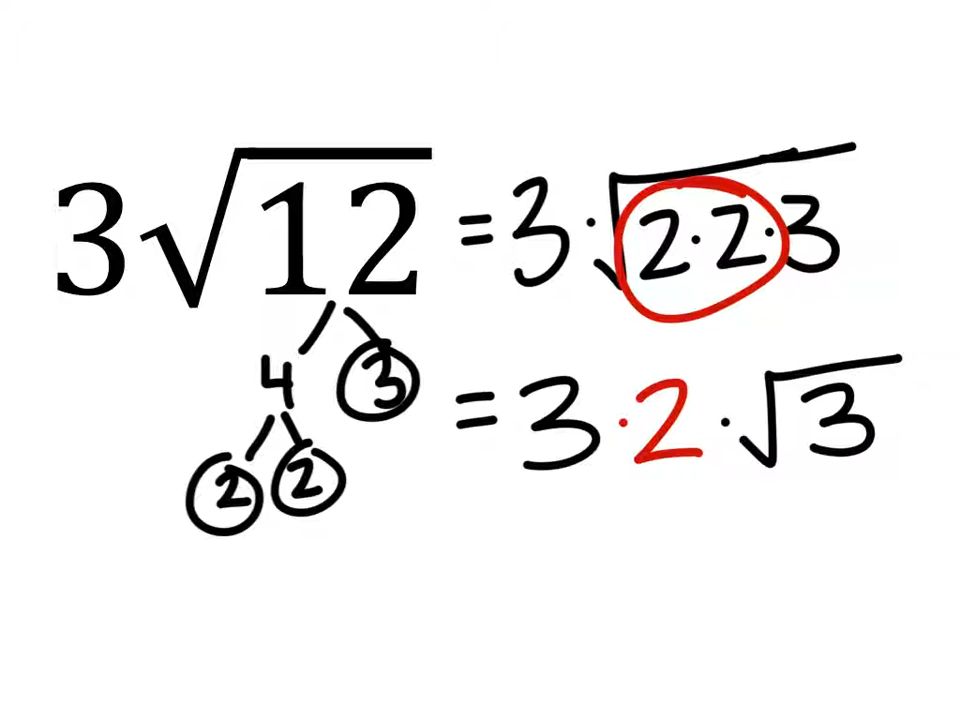 3√12 = 3·√2·2·3
4 3
2 2
= 3·2·√3